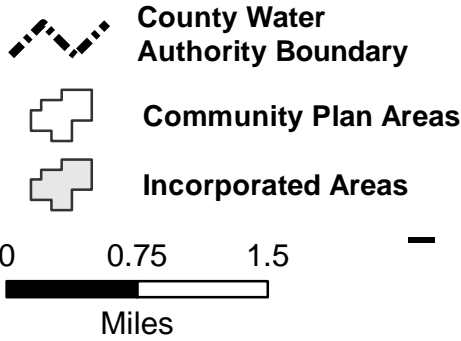 County Water
Authority Boundary
Community Plan Areas
Incorporated Areas
0 0.75 1.5
Miles